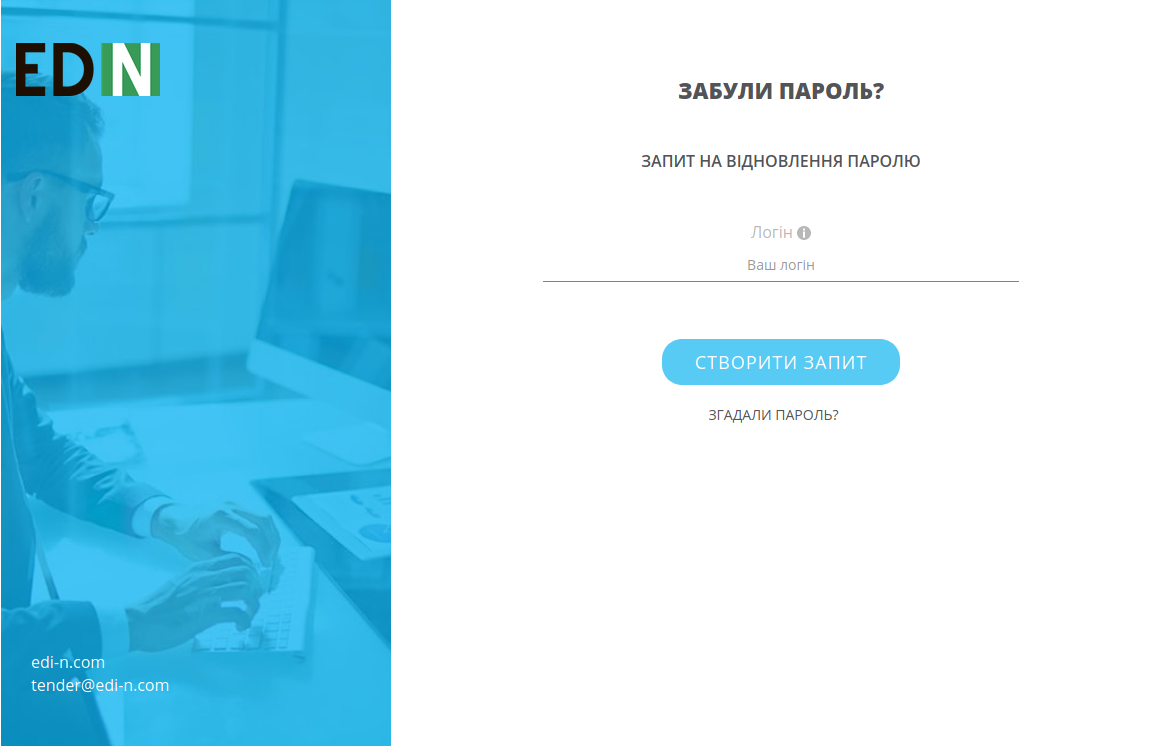 EDIN
ЗАБУЛИ ПАРОЛЬ?
ЗАПИТ НА ВІДНОВЛЕННЯ ПАРОЛЮ
Логін
Ваш логін
СТВОРИТИ ЗАПИТ
ЗГАДАЛИ ПАРОЛЬ?
edi-n.com
tender@edi-n.com